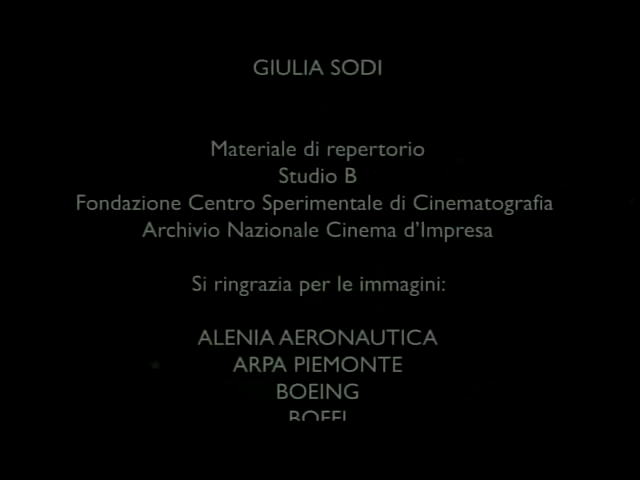 GIULIA SODI
Materiale di repertorio
Studio B
Fondazione Centro Sperimentale di Cinematografia
Archivio Nazionale Cinema d'Impresa
Si ringrazia per le immagini:
ALENIA AERONAUTICA
ARPA PIEMONTE
BOEING
BOFFI